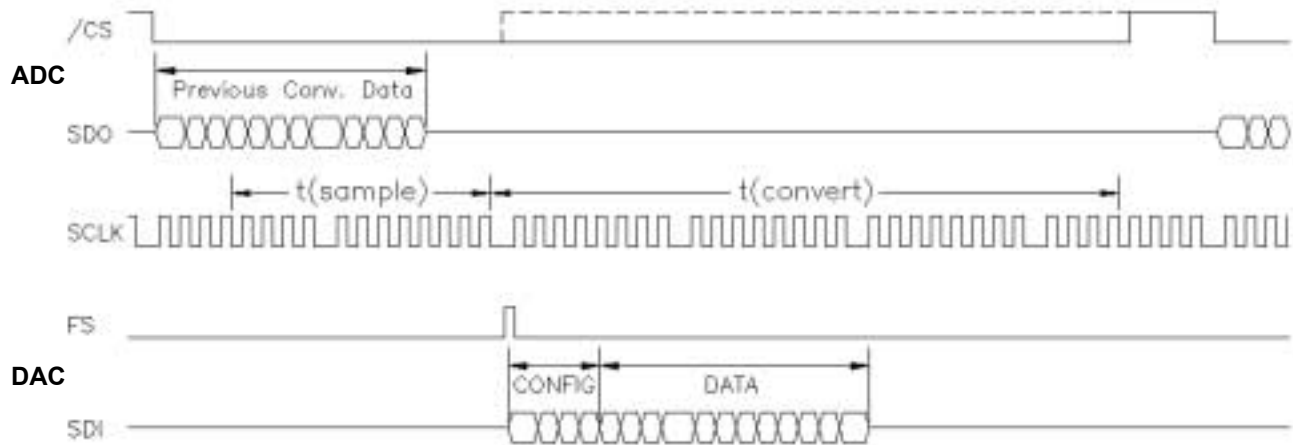 /CS
ADC
Previous Conv. Data
SDO
t(sample)
t(convert)
SCLK
FS
DAC
CONFIG
DATA
SDI